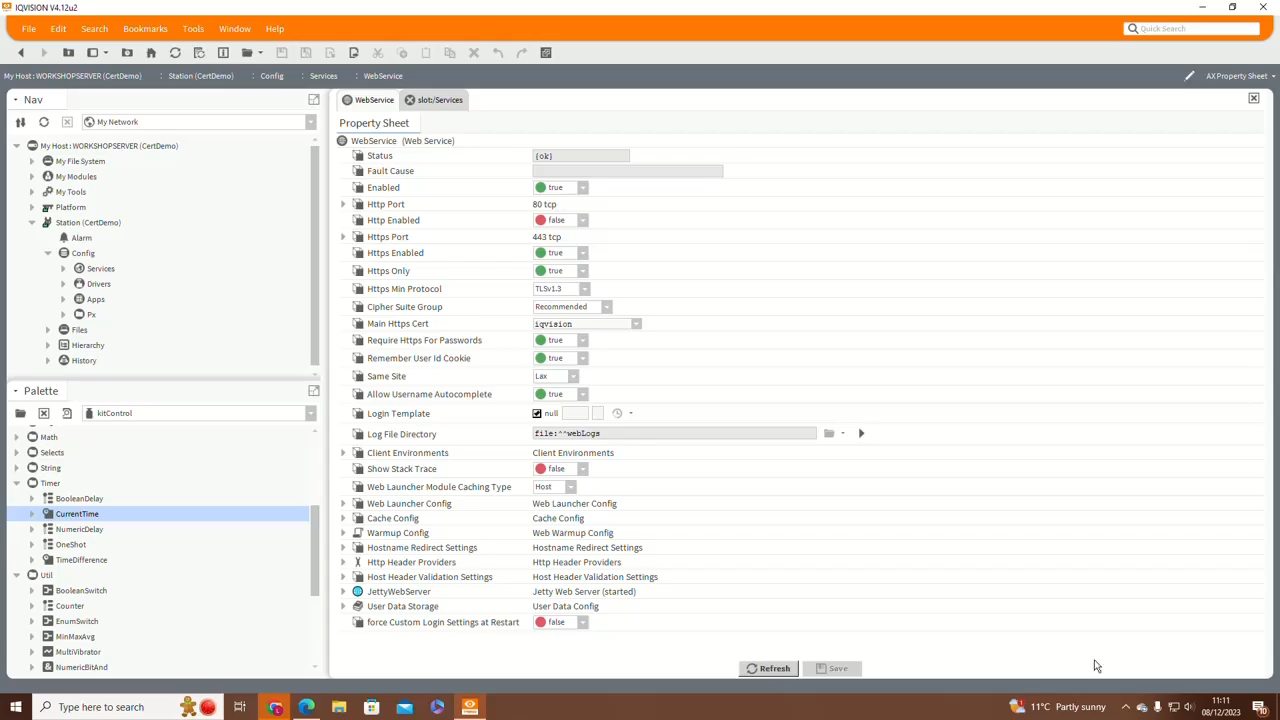 IQVISION V4.12u2
File Edit Search Bookmarks Tools Window Help
Quick Search
My Host : WORKSHOPSERVER (CertDemo) : Station (CertDemo) : Config : Services : WebService
AX Property Sheet
Nav
My Network
My Host : WORKSHOPSERVER (CertDemo)
My File System
My Modules
My Tools
Platform
Station (CertDemo)
Alarm
Config
Services
Drivers
Apps
Px
Files
Hierarchy
History
Palette
kitControl
Math
Selects
String
Timer
BooleanDelay
CurrentTime
NumericDelay
OneShot
TimeDifference
Util
BooleanSwitch
Counter
EnumSwitch
MinMaxAvg
MultiVibrator
NumericBitAnd
WebService slot:/Services
Property Sheet
WebService (Web Service)
Status {ok}
Fault Cause
Enabled true
Http Port 80 tcp
Http Enabled false
Https Port 443 tcp
Https Enabled true
Https Only true
Https Min Protocol TLSv1.3
Cipher Suite Group Recommended
Main Https Cert iqvision
Require Https For Passwords true
Remember User Id Cookie true
Same Site Lax
Allow Username Autocomplete true
Login Template null
Log File Directory file:^^webLogs
Client Environments Client Environments
Show Stack Trace false
Web Launcher Module Caching Type Host
Web Launcher Config Web Launcher Config
Cache Config Cache Config
Warmup Config Web Warmup Config
Hostname Redirect Settings Hostname Redirect Settings
Http Header Providers Http Header Providers
Host Header Validation Settings Host Header Validation Settings
JettyWebServer Jetty Web Server (started)
User Data Storage User Data Config
force Custom Login Settings at Restart false
Refresh Save
Type here to search
11°C Partly sunny
11:11
08/12/2023
10